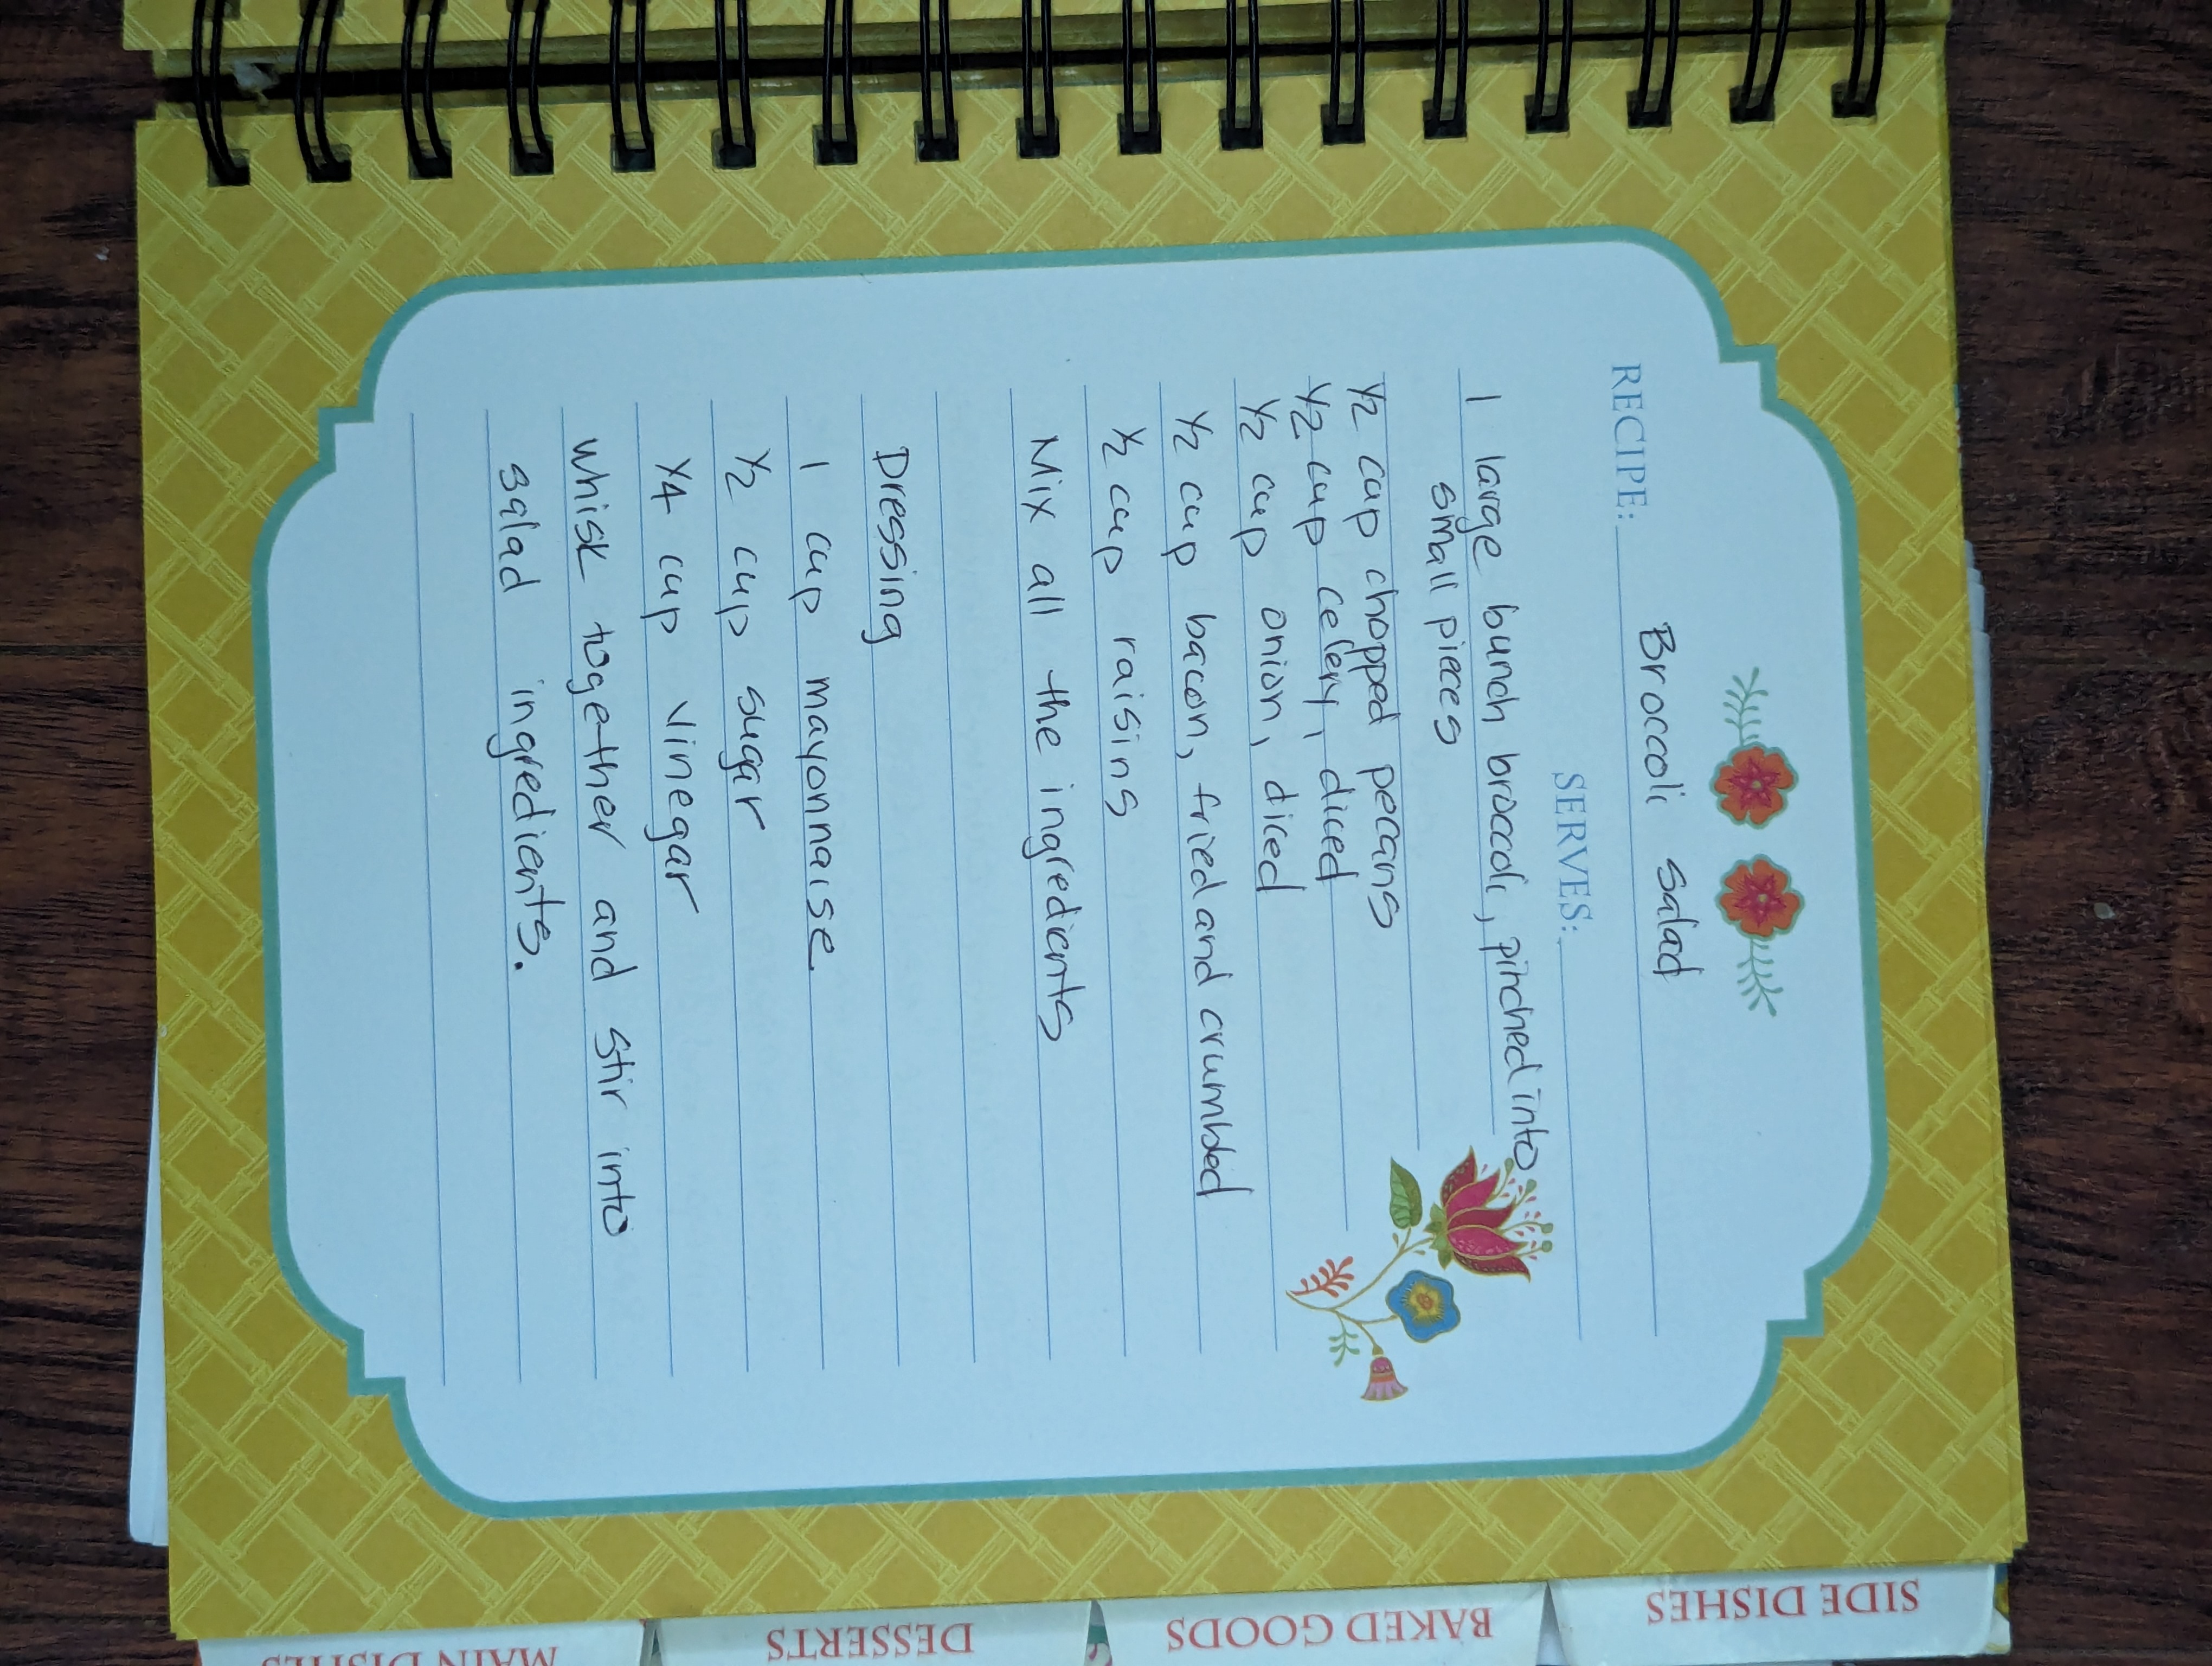 RECIPE: Broccoli salad
SERVES:
1 large bunch broccoli, pinched into
small pieces
1/2 cup chopped pecans
1/2 cup celery, diced
1/2 cup onion, diced
1/2 cup bacon, fried and crumbled
1/2 cup raisins
Mix all the ingredients
Dressing
1 cup mayonnaise
1/2 cup sugar
1/4 cup vinegar
whisk together and stir into
salad ingredients.
SIDE DISHES
BAKED GOODS
DESSERTS
MAIN DISHES